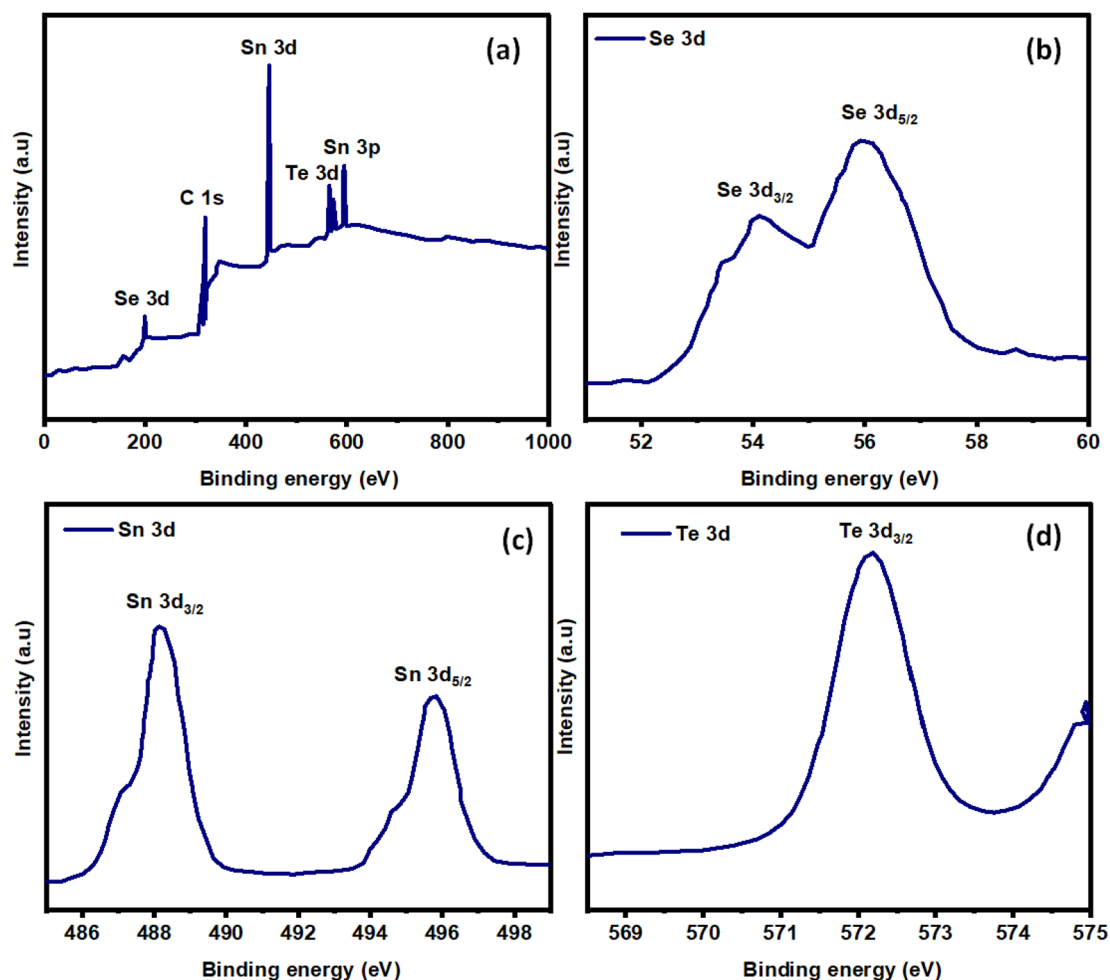 (a)
Sn 3d
Sn 3p
Te 3d
C 1s
Se 3d
Intensity (a.u)
0 200 400 600 800 1000
Binding energy (eV)
Se 3d
(b)
Se 3d5/2
Se 3d3/2
Intensity (a.u)
52 54 56 58 60
Binding energy (eV)
Sn 3d
(c)
Sn 3d3/2
Sn 3d5/2
Intensity (a.u)
486 488 490 492 494 496 498
Binding energy (eV)
Te 3d
Te 3d3/2
(d)
Intensity (a.u)
569 570 571 572 573 574 575
Binding energy (eV)